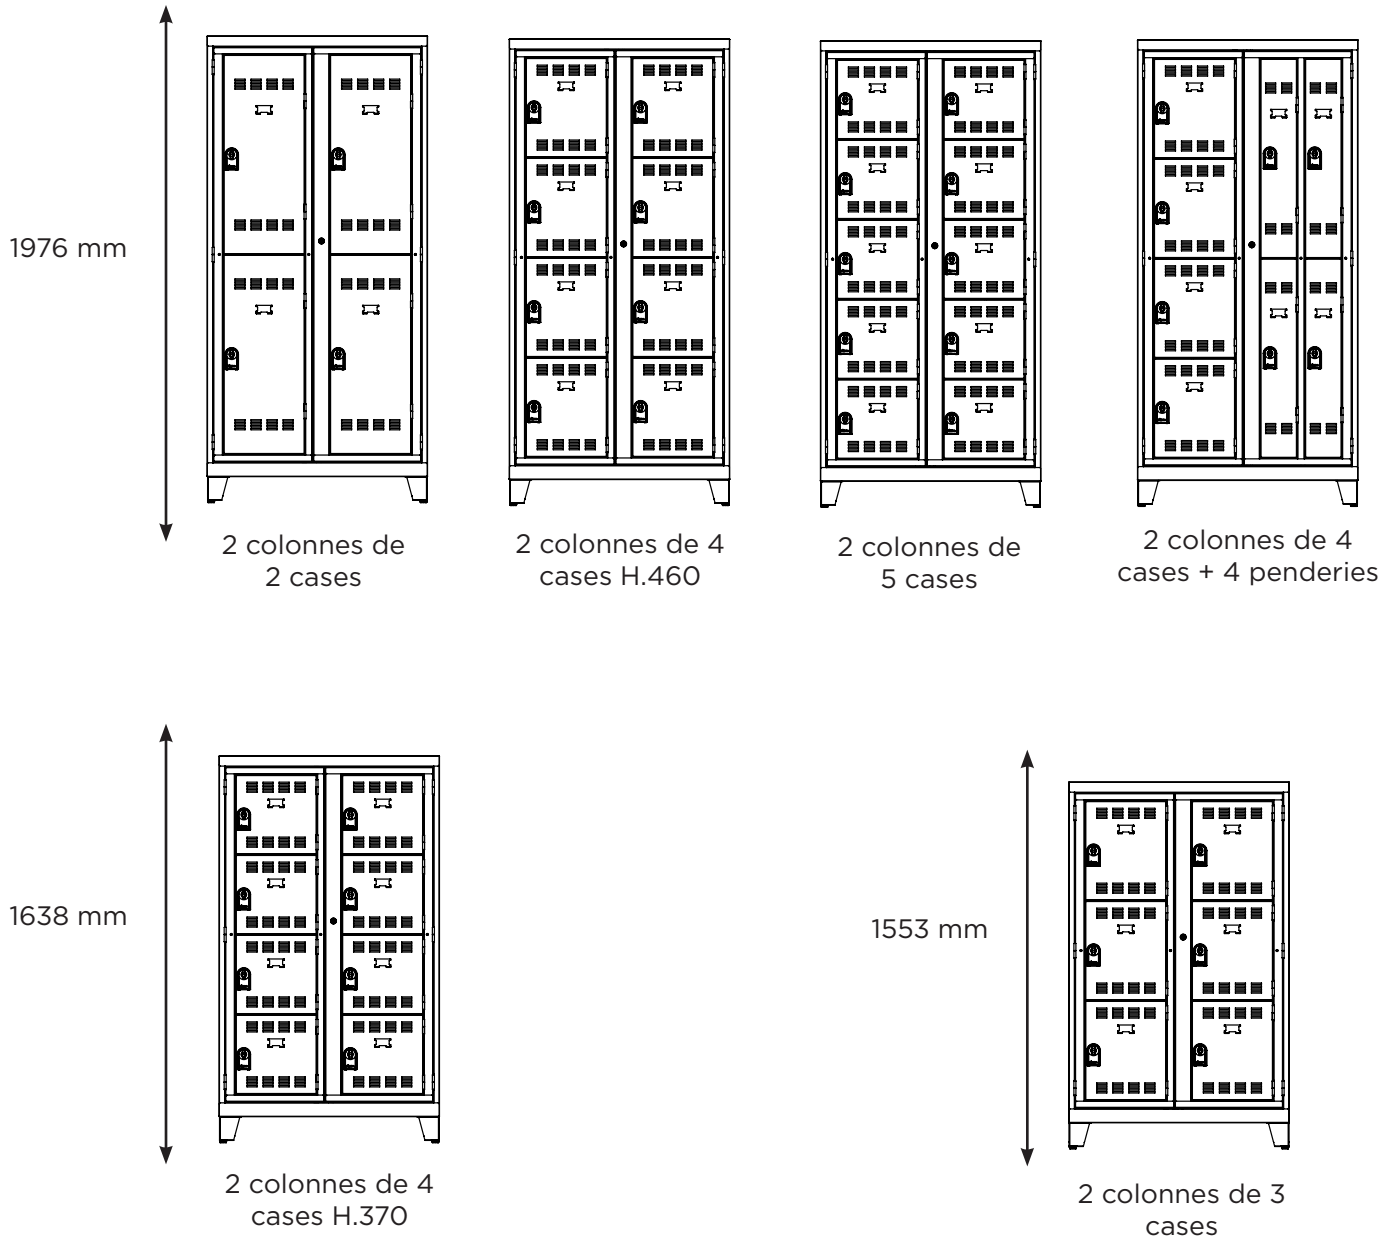 1976 mm
2 colonnes de
2 cases
2 colonnes de 4
cases H.460
2 colonnes de
5 cases
2 colonnes de 4
cases + 4 penderies
1638 mm
2 colonnes de 4
cases H.370
1553 mm
2 colonnes de 3
cases